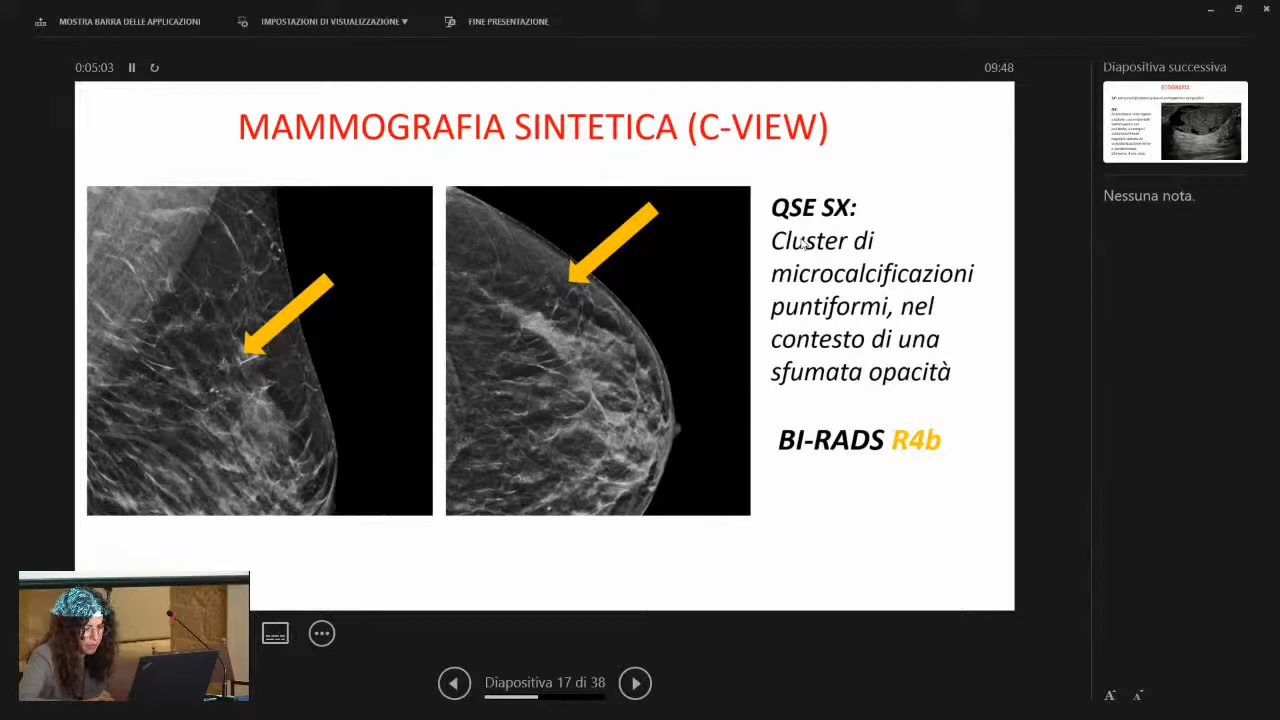 MOSTRA BARRA DELLE APPLICAZIONI
IMPOSTAZIONI DI VISUALIZZAZIONE
FINE PRESENTAZIONE
0:05:03
09:48
MAMMOGRAFIA SINTETICA (C-VIEW)
QSE SX:
Cluster di
microcalcificazioni
puntiformi, nel
contesto di una
sfumata opacità
BI-RADS R4b
Diapositiva successiva
ECOGRAFIA
Nessuna nota.
Diapositiva 17 di 38
A A